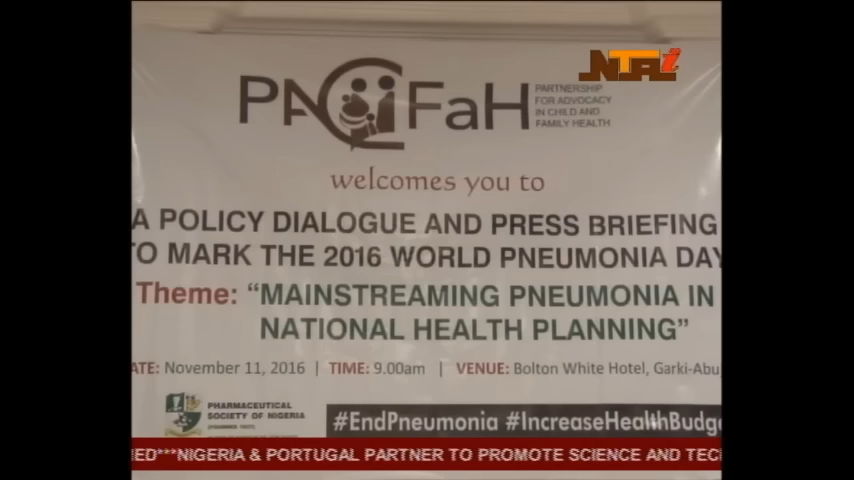 NTAi
PACFaH
PARTNERSHIP
FOR ADVOCACY
IN CHILD AND
FAMILY HEALTH
welcomes you to
A POLICY DIALOGUE AND PRESS BRIEFING
TO MARK THE 2016 WORLD PNEUMONIA DAY
Theme: “MAINSTREAMING PNEUMONIA IN
NATIONAL HEALTH PLANNING”
ATE: November 11, 2016 | TIME: 9.00am | VENUE: Bolton White Hotel, Garki-Abu
PHARMACEUTICAL
SOCIETY OF NIGERIA
#EndPneumonia #IncreaseHealthBudge
ED***NIGERIA & PORTUGAL PARTNER TO PROMOTE SCIENCE AND TEC